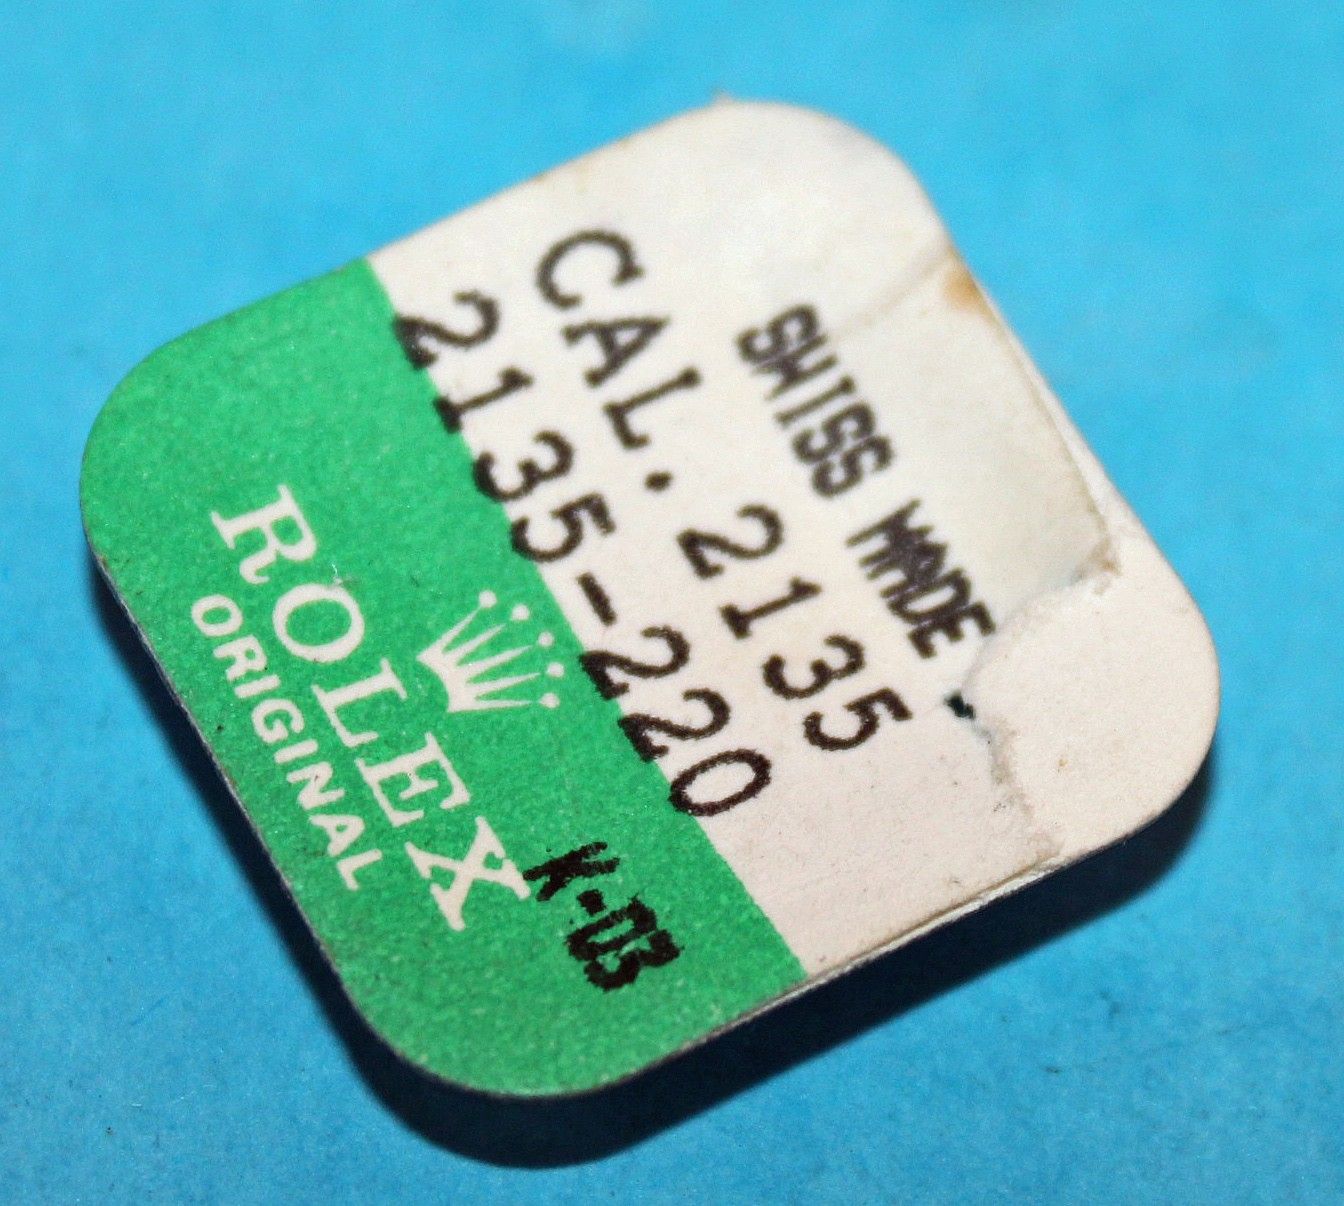 SWISS MADE
CAL. 2135
2135-220
K-03
ROLEX
ORIGINAL